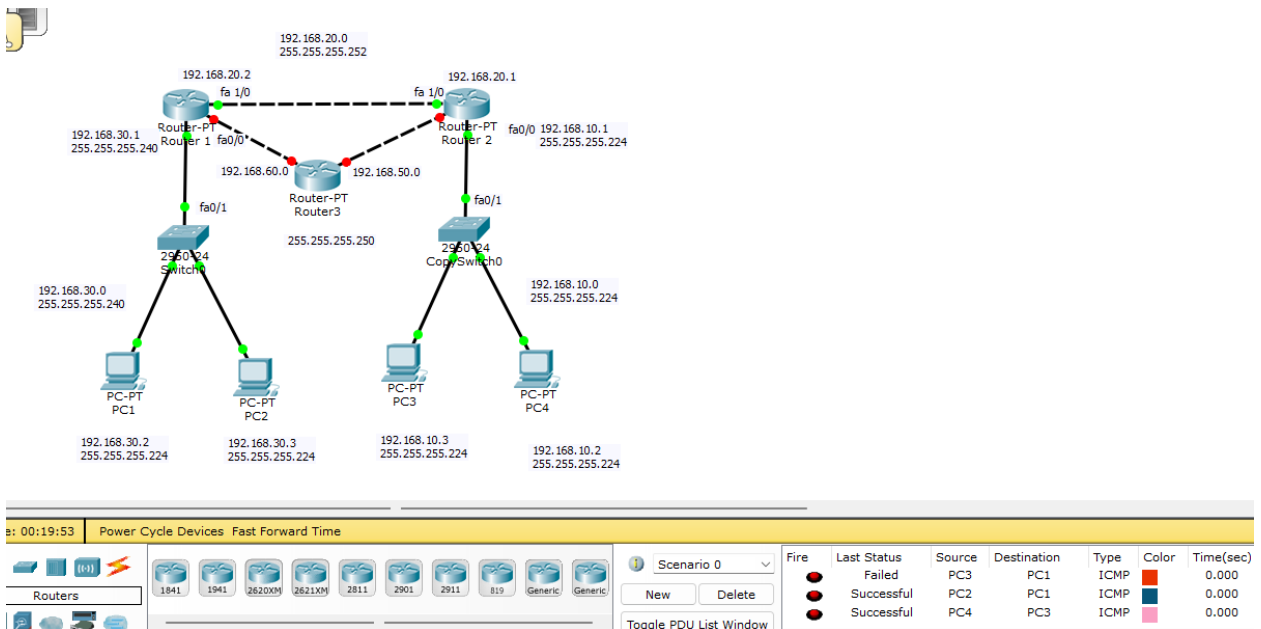 192.168.20.0
255.255.255.252
192.168.20.2
192.168.20.1
fa 1/0
fa 1/0
Router-PT
Router 1
fa0/0
Router-PT
Router 2
fa0/0
192.168.10.1
255.255.255.224
192.168.30.1
255.255.255.240
192.168.60.0
192.168.50.0
Router-PT
Router3
fa0/1
fa0/1
255.255.255.250
2950-24
Switch0
2950-24
CopySwitch0
192.168.30.0
255.255.255.240
192.168.10.0
255.255.255.224
PC-PT
PC1
PC-PT
PC2
PC-PT
PC3
PC-PT
PC4
192.168.30.2
255.255.255.224
192.168.30.3
255.255.255.224
192.168.10.3
255.255.255.224
192.168.10.2
255.255.255.224
e: 00:19:53 Power Cycle Devices Fast Forward Time
Routers
1841 1941 2620XM 2621XM 2811 2901 2911 819 Generic Generic
Scenario 0
New Delete
Toggle PDU List Window
Fire Last Status Source Destination Type Color Time(sec)
Failed PC3 PC1 ICMP 0.000
Successful PC2 PC1 ICMP 0.000
Successful PC4 PC3 ICMP 0.000